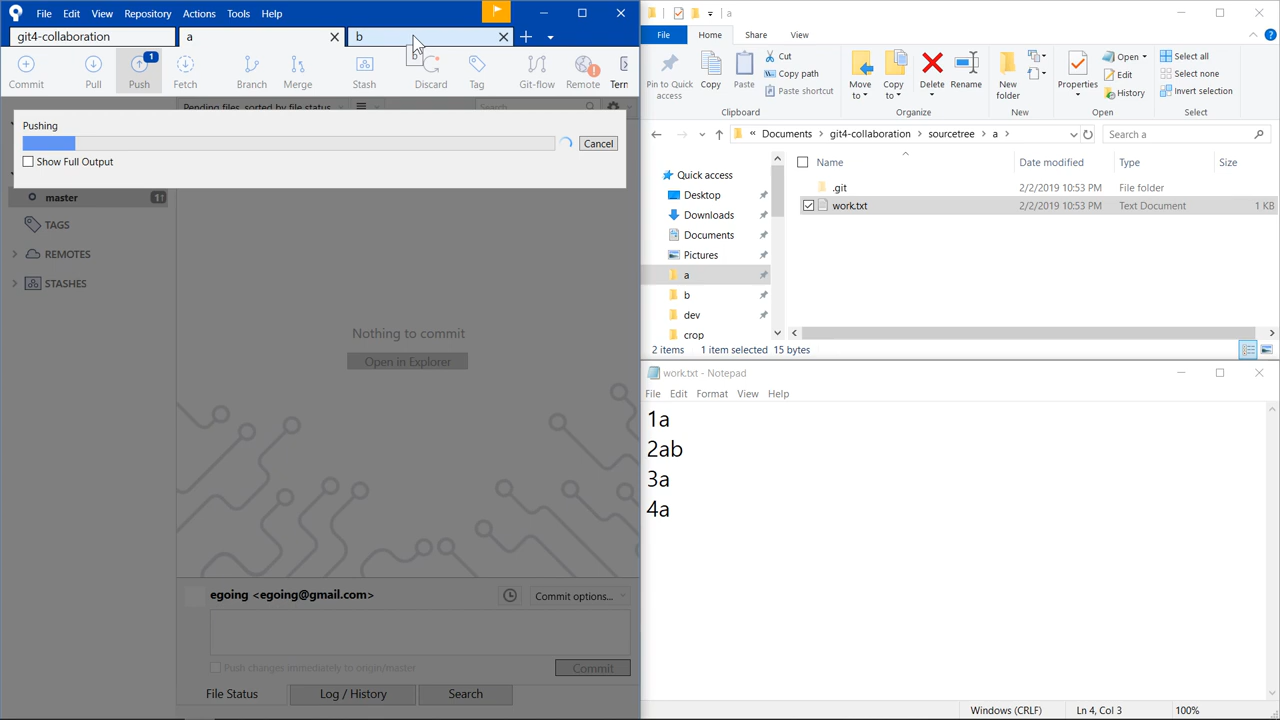 File Edit View Repository Actions Tools Help
git4-collaboration a b
1
Commit Pull Push Fetch Branch Merge Stash Discard Tag Git-flow Remote Term
Pending files, sorted by file status Search
Pushing
Cancel
Show Full Output
master 1
TAGS
REMOTES
STASHES
Nothing to commit
Open in Explorer
egoing <egoing@gmail.com> Commit options...
Push changes immediately to origin/master Commit
File Status Log / History Search
a
File Home Share View
Pin to Quick access
Copy
Paste
Cut
Copy path
Paste shortcut
Move to
Copy to
Delete
Rename
New folder
Properties
Open
Edit
History
Select all
Select none
Invert selection
Clipboard Organize New Open Select
« Documents > git4-collaboration > sourcetree > a > Search a
Name Date modified Type Size
.git 2/2/2019 10:53 PM File folder
work.txt 2/2/2019 10:53 PM Text Document 1 KB
Quick access
Desktop
Downloads
Documents
Pictures
a
b
dev
crop
2 items 1 item selected 15 bytes
work.txt - Notepad
File Edit Format View Help
1a
2ab
3a
4a
Windows (CRLF) Ln 4, Col 3 100%